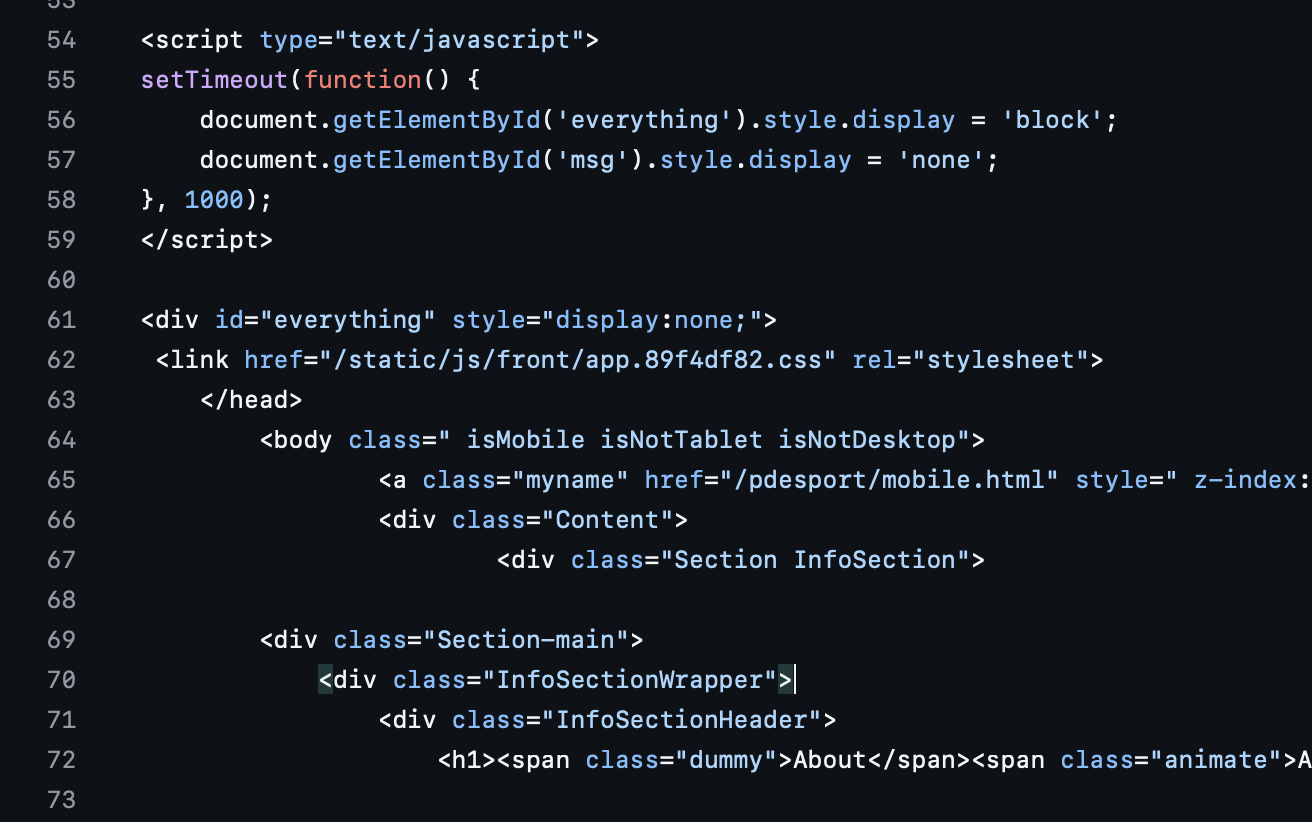 53
54 <script type="text/javascript">
55 setTimeout(function() {
56 document.getElementById('everything').style.display = 'block';
57 document.getElementById('msg').style.display = 'none';
58 }, 1000);
59 </script>
60
61 <div id="everything" style="display:none;">
62 <link href="/static/js/front/app.89f4df82.css" rel="stylesheet">
63 </head>
64 <body class=" isMobile isNotTablet isNotDesktop">
65 <a class="myname" href="/pdesport/mobile.html" style=" z-index:
66 <div class="Content">
67 <div class="Section InfoSection">
68
69 <div class="Section-main">
70 <div class="InfoSectionWrapper">
71 <div class="InfoSectionHeader">
72 <h1><span class="dummy">About</span><span class="animate">A
73